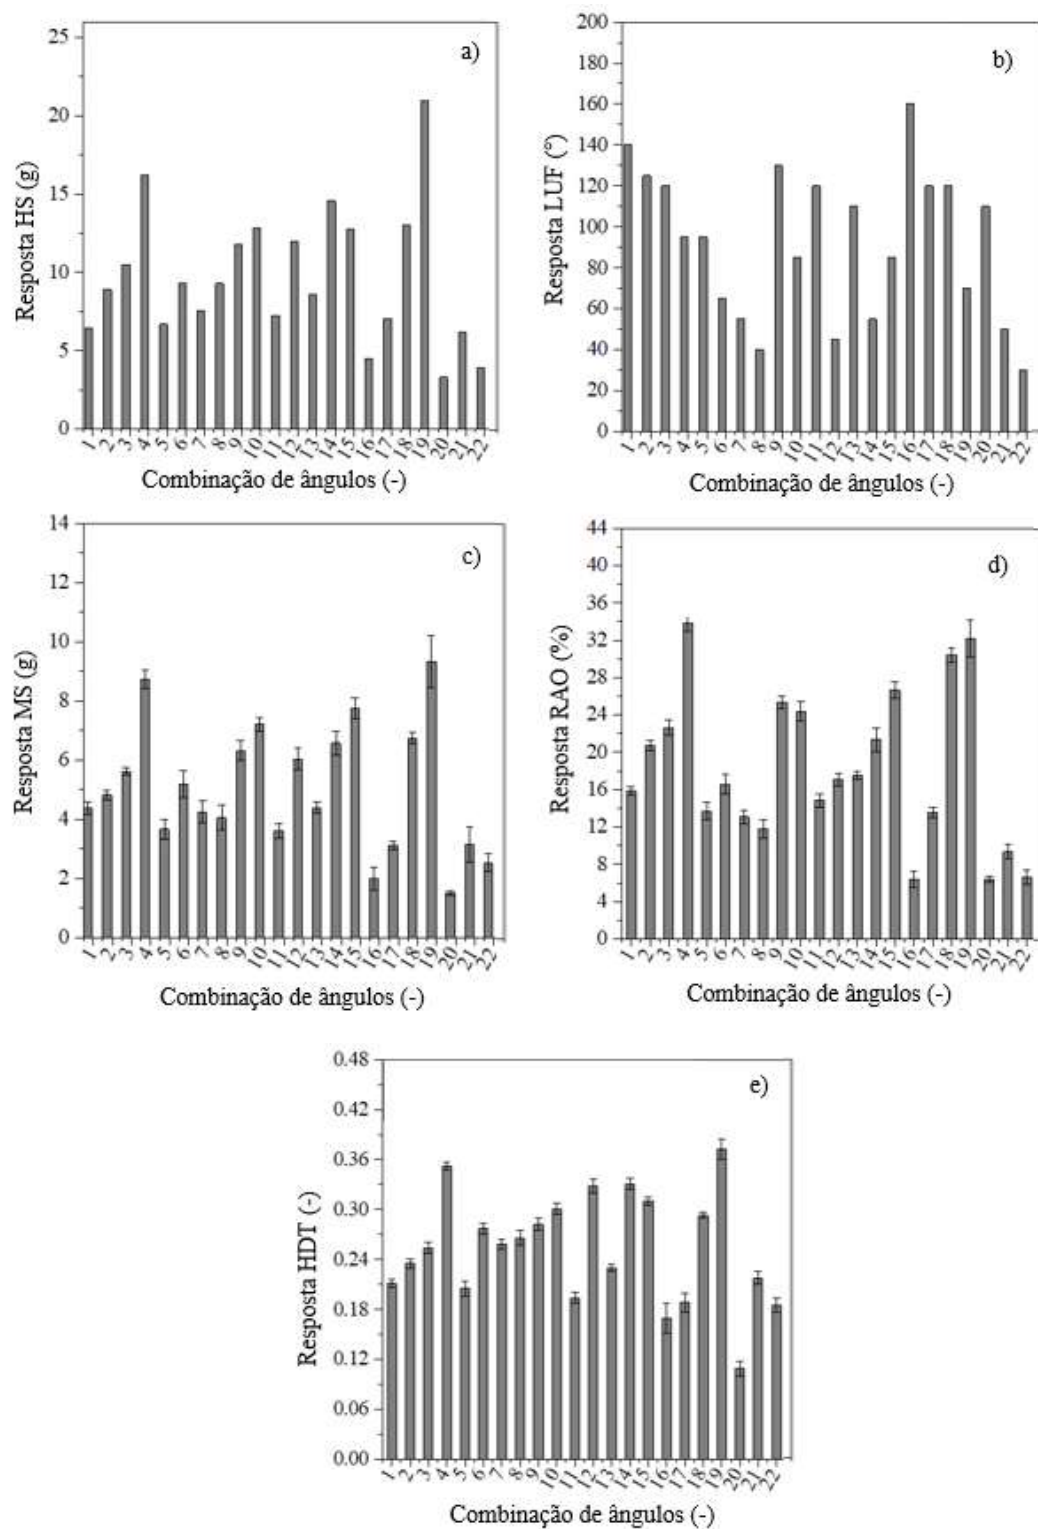 a)
Resposta HS (g)
25
20
15
10
5
0
1 2 3 4 5 6 7 8 9 10 11 12 13 14 15 16 17 18 19 20 21 22
Combinação de ângulos (-)
b)
Resposta LUF (°)
200
180
160
140
120
100
80
60
40
20
0
1 2 3 4 5 6 7 8 9 10 11 12 13 14 15 16 17 18 19 20 21 22
Combinação de ângulos (-)
c)
Resposta MS (g)
14
12
10
8
6
4
2
0
1 2 3 4 5 6 7 8 9 10 11 12 13 14 15 16 17 18 19 20 21 22
Combinação de ângulos (-)
d)
Resposta RAO (%)
44
40
36
32
28
24
20
16
12
8
4
0
1 2 3 4 5 6 7 8 9 10 11 12 13 14 15 16 17 18 19 20 21 22
Combinação de ângulos (-)
e)
Resposta HDT (-)
0.48
0.42
0.36
0.30
0.24
0.18
0.12
0.06
0.00
1 2 3 4 5 6 7 8 9 10 11 12 13 14 15 16 17 18 19 20 21 22
Combinação de ângulos (-)